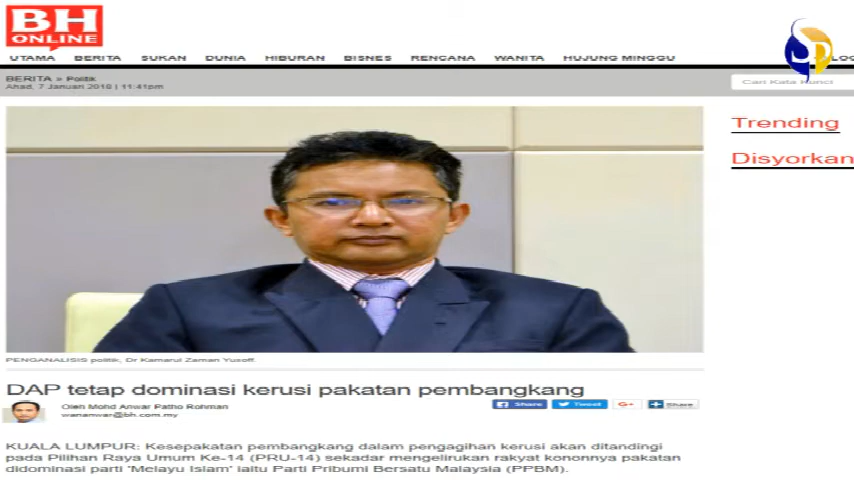 BH
ONLINE
UTAMA BERITA SUKAN DUNIA HIBURAN BISNES RENCANA WANITA HUJUNG MINGGU
BERITA » Politik
Ahad, 7 Januari 2018 | 11:41pm
Cari Kata Kunci
Trending
Disyorkan
PENGANALISIS politik, Dr Kamarul Zaman Yusoff.
DAP tetap dominasi kerusi pakatan pembangkang
Oleh Mohd Anwar Patho Rohman
wananwar@bh.com.my
Share Tweet G+ Share
KUALA LUMPUR: Kesepakatan pembangkang dalam pengagihan kerusi akan ditandingi
pada Pilihan Raya Umum Ke-14 (PRU-14) sekadar mengelirukan rakyat kononnya pakatan
didominasi parti 'Melayu Islam' iaitu Parti Pribumi Bersatu Malaysia (PPBM).